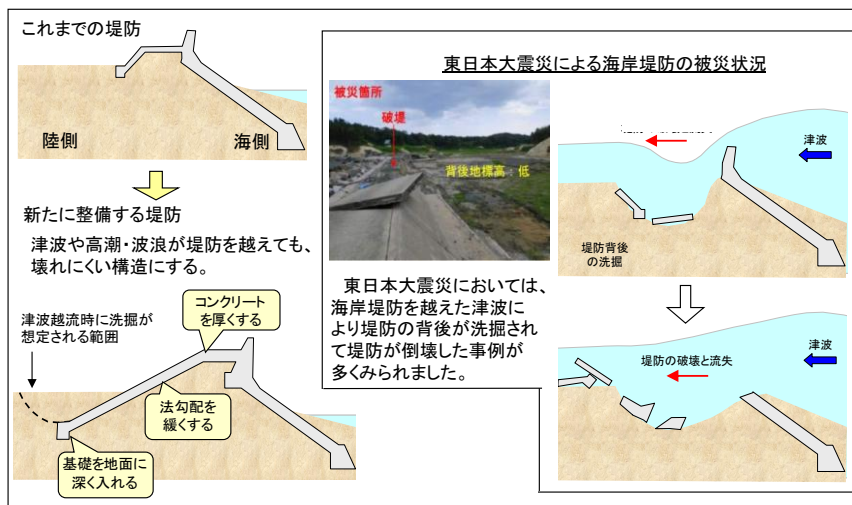 これまでの堤防
陸側
海側
新たに整備する堤防
津波や高潮・波浪が堤防を越えても、
壊れにくい構造にする。
津波越流時に洗掘が
想定される範囲
コンクリート
を厚くする
法勾配を
緩くする
基礎を地面に
深く入れる
東日本大震災による海岸堤防の被災状況
被災箇所
破堤
背後地標高：低
東日本大震災においては、
海岸堤防を越えた津波に
より堤防の背後が洗掘され
て堤防が倒壊した事例が
多くみられました。
津波
堤防背後
の洗掘
堤防の破壊と流失
津波